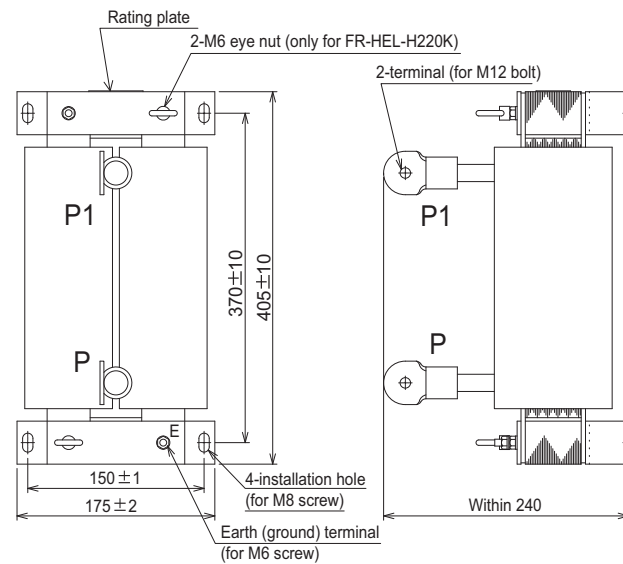 Rating plate
2-M6 eye nut (only for FR-HEL-H220K)
2-terminal (for M12 bolt)
P1
P1
370±10
405±10
P
P
E
150±1
4-installation hole
(for M8 screw)
175±2
Within 240
Earth (ground) terminal
(for M6 screw)